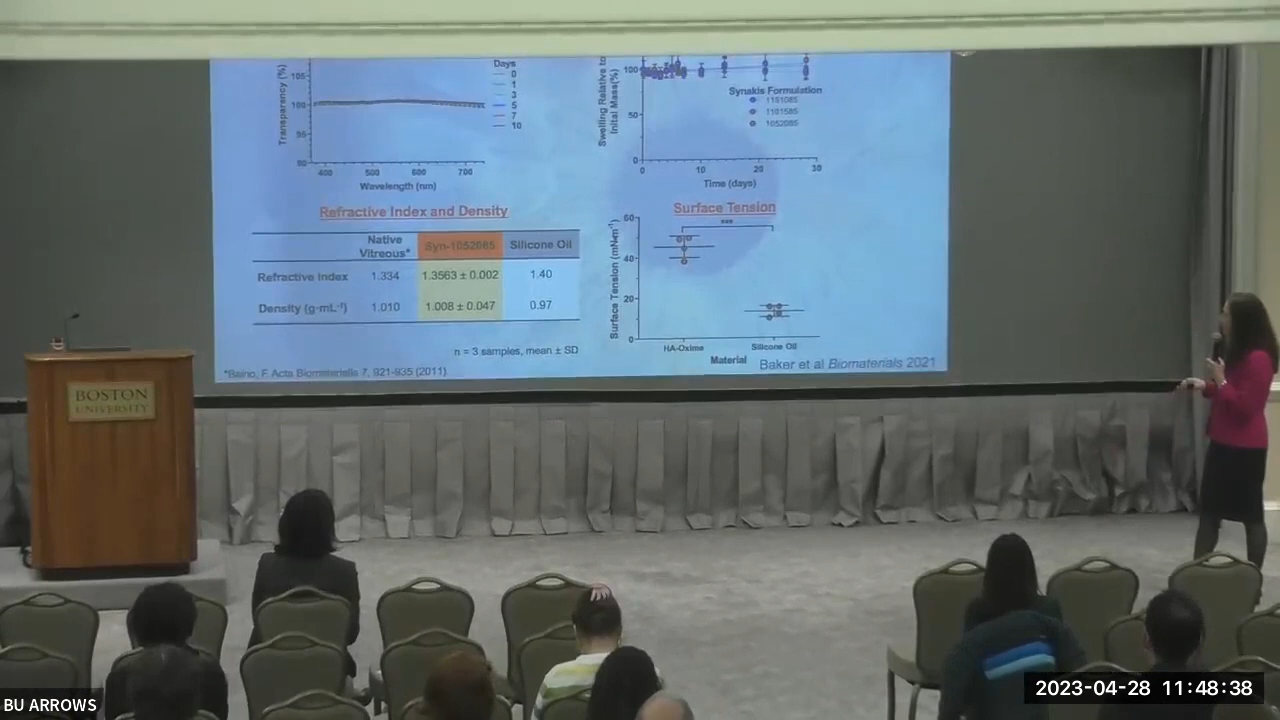 Transparency (%)
105
100
95
90
400
500
600
700
Wavelength (nm)
Days
0
1
3
5
7
10
Swelling Relative to
Inital Mass(%)
100
50
0
0
10
20
30
Time (days)
Synakis Formulation
1052085
Refractive Index and Density
Native
Vitreous*
Syn-1052085
Silicone Oil
Refractive Index
1.334
1.3563 ± 0.002
1.40
Density (g·mL⁻¹)
1.010
1.008 ± 0.047
0.97
n = 3 samples, mean ± SD
*Baino, F. Acta Biomaterialia 7, 921-935 (2011)
Surface Tension
Surface Tension (mN·m⁻¹)
60
40
20
0
***
HA-Oxime
Silicone Oil
Material
Baker et al Biomaterials 2021
BOSTON
UNIVERSITY
BU ARROWS
2023-04-28 11:48:38